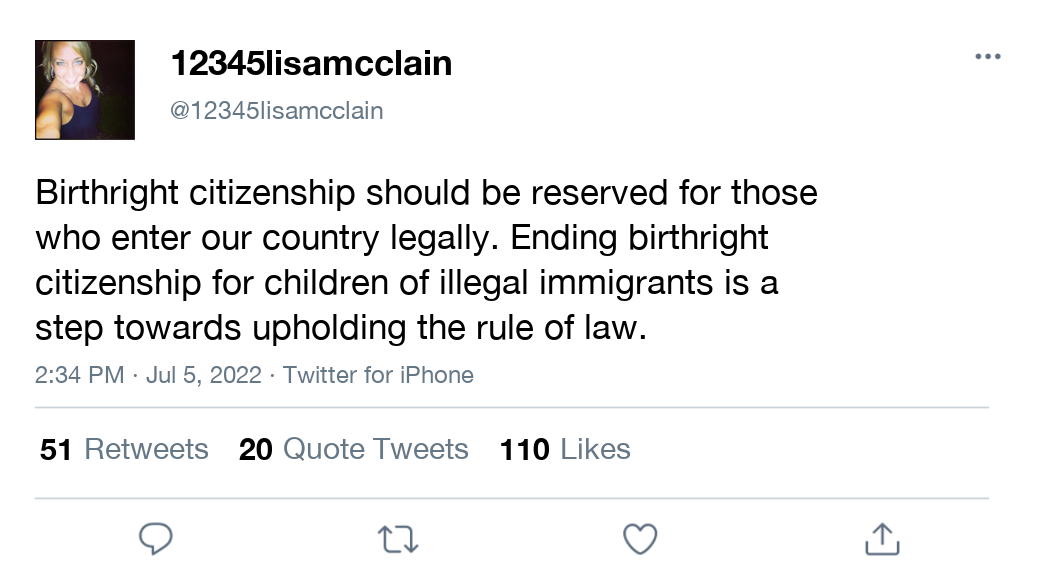 12345lisamcclain
@12345lisamcclain
Birthright citizenship should be reserved for those
who enter our country legally. Ending birthright
citizenship for children of illegal immigrants is a
step towards upholding the rule of law.
2:34 PM · Jul 5, 2022 · Twitter for iPhone
51 Retweets 20 Quote Tweets 110 Likes